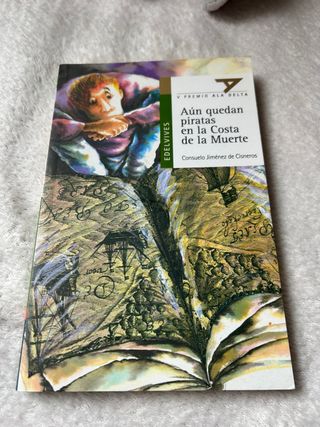 V PREMIO ALA DELTA
Aún quedan
piratas
en la Costa
de la Muerte
Consuelo Jiménez de Cisneros
EDELVIVES